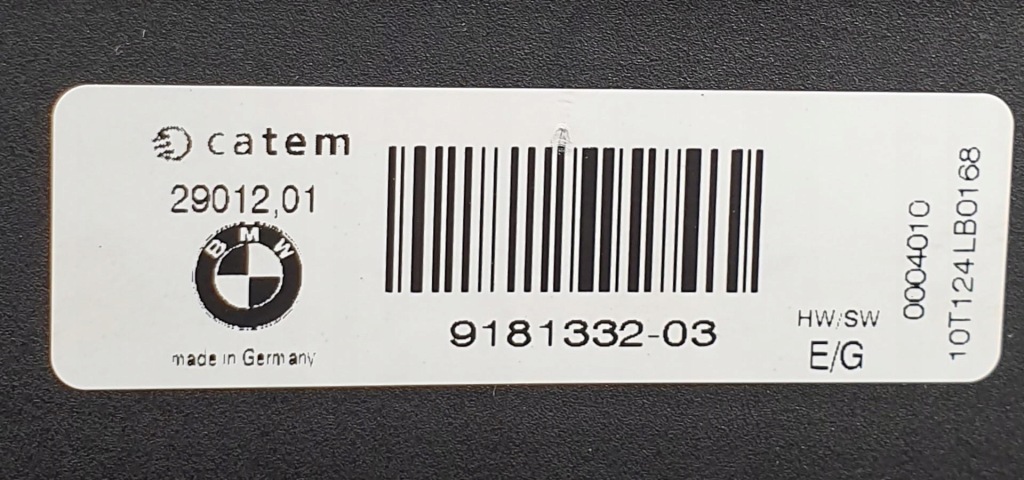 catem
29012,01
BMW
made in Germany
9181332-03
HW/SW
E/G
0004010
10T124LB0168